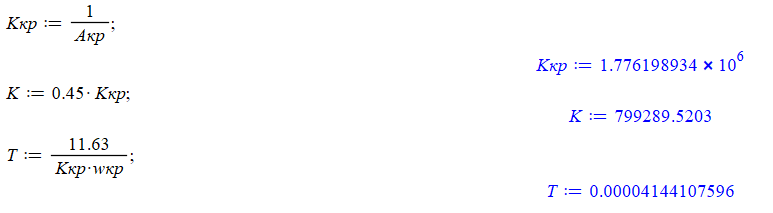 Kкр := 1/Aкр;
Kкр := 1.776198934 × 10^6
K := 0.45· Kкр;
K := 799289.5203
T := 11.63/(Kкр·wкр);
T := 0.00004144107596